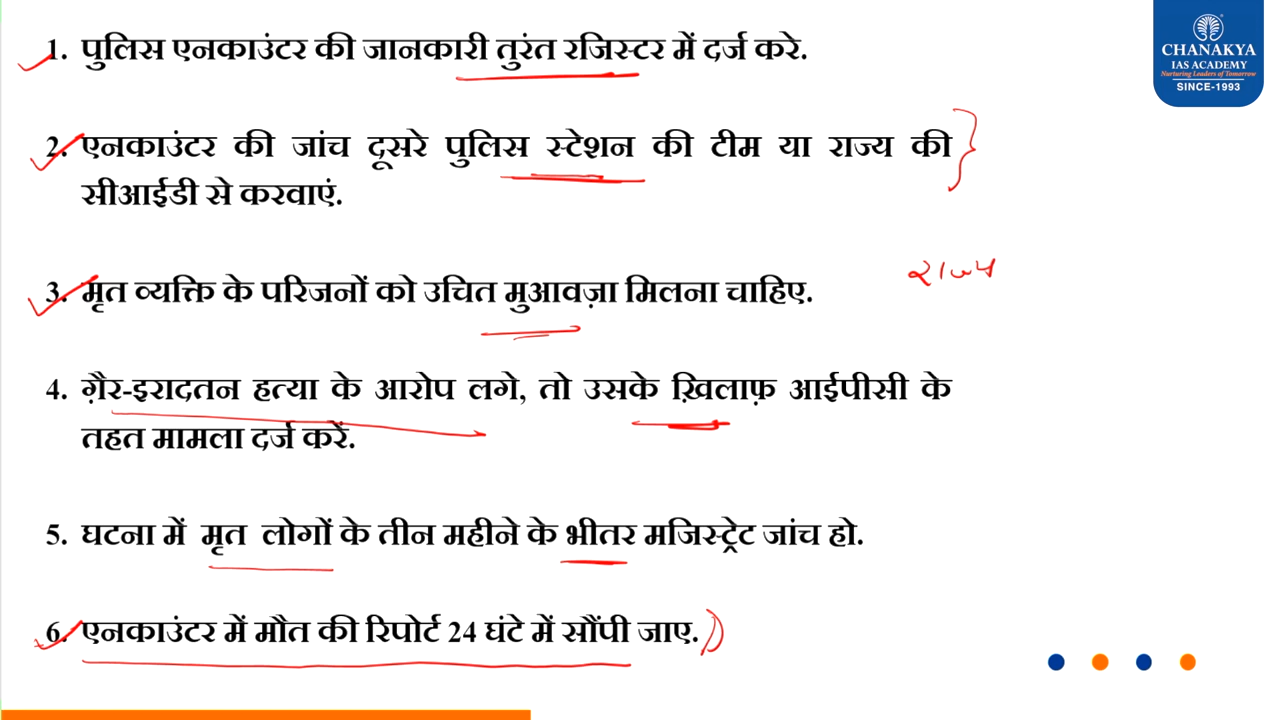 CHANAKYA
IAS ACADEMY
Nurturing Leaders of Tomorrow
SINCE-1993
1. पुलिस एनकाउंटर की जानकारी तुरंत रजिस्टर में दर्ज करे.
2. एनकाउंटर की जांच दूसरे पुलिस स्टेशन की टीम या राज्य की
सीआईडी से करवाएं.
राज्य
3. मृत व्यक्ति के परिजनों को उचित मुआवज़ा मिलना चाहिए.
4. ग़ैर-इरादतन हत्या के आरोप लगे, तो उसके ख़िलाफ़ आईपीसी के
तहत मामला दर्ज करें.
5. घटना में मृत लोगों के तीन महीने के भीतर मजिस्ट्रेट जांच हो.
6. एनकाउंटर में मौत की रिपोर्ट 24 घंटे में सौंपी जाए.